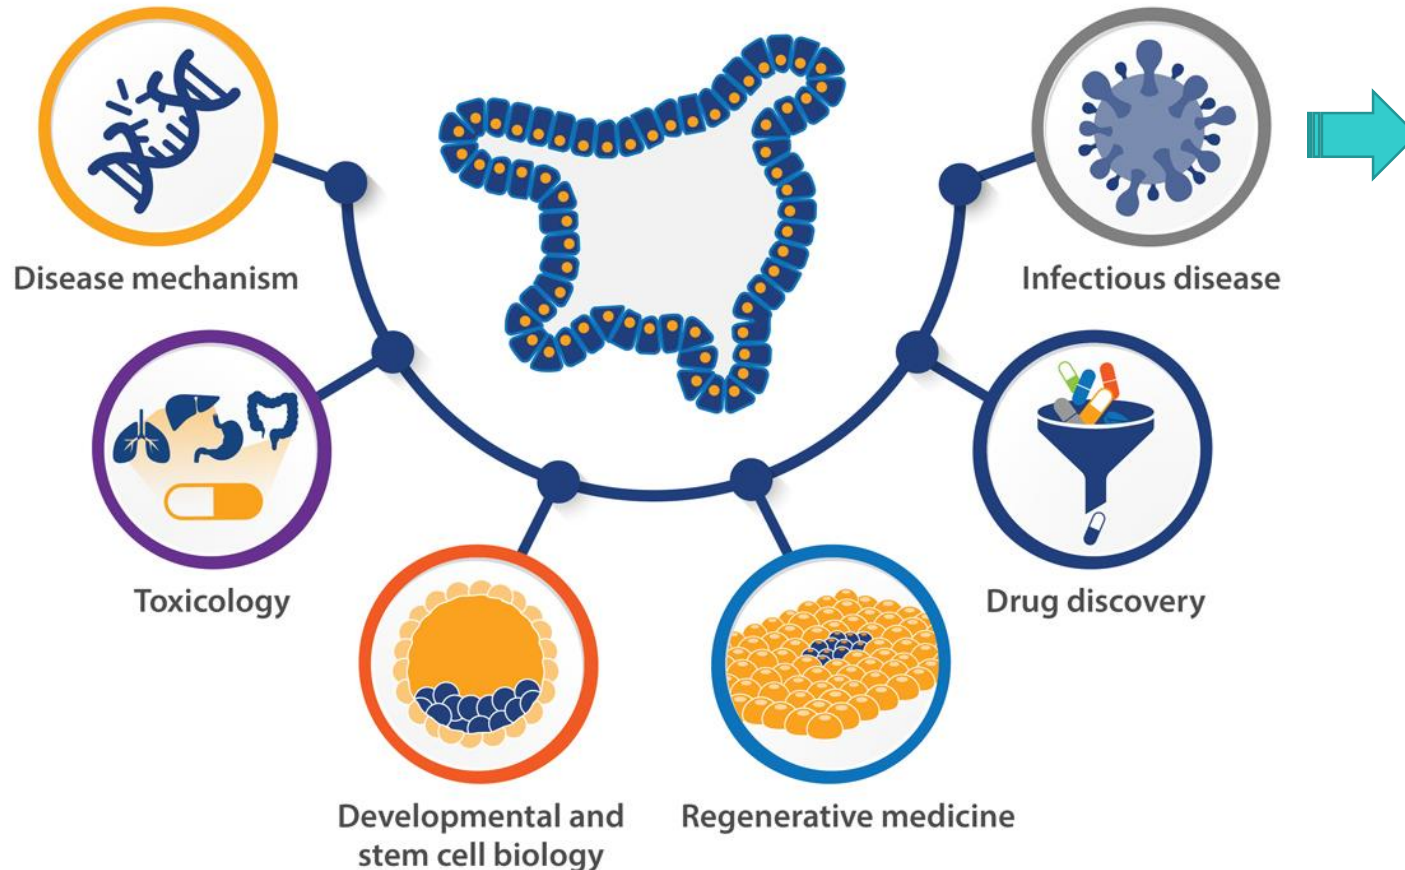 Disease mechanism
Infectious disease
Toxicology
Drug discovery
Developmental and
stem cell biology
Regenerative medicine